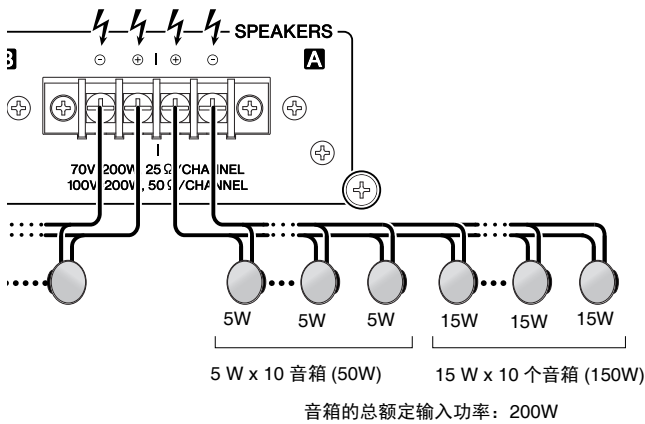 SPEAKERS
B
A
⊖ ⊕ | ⊕ ⊖
70V 200W, 25 Ω/CHANNEL
100V 200W, 50 Ω/CHANNEL
5W 5W 5W 15W 15W 15W
5 W x 10 音箱 (50W) 15 W x 10 个音箱 (150W)
音箱的总额定输入功率：200W